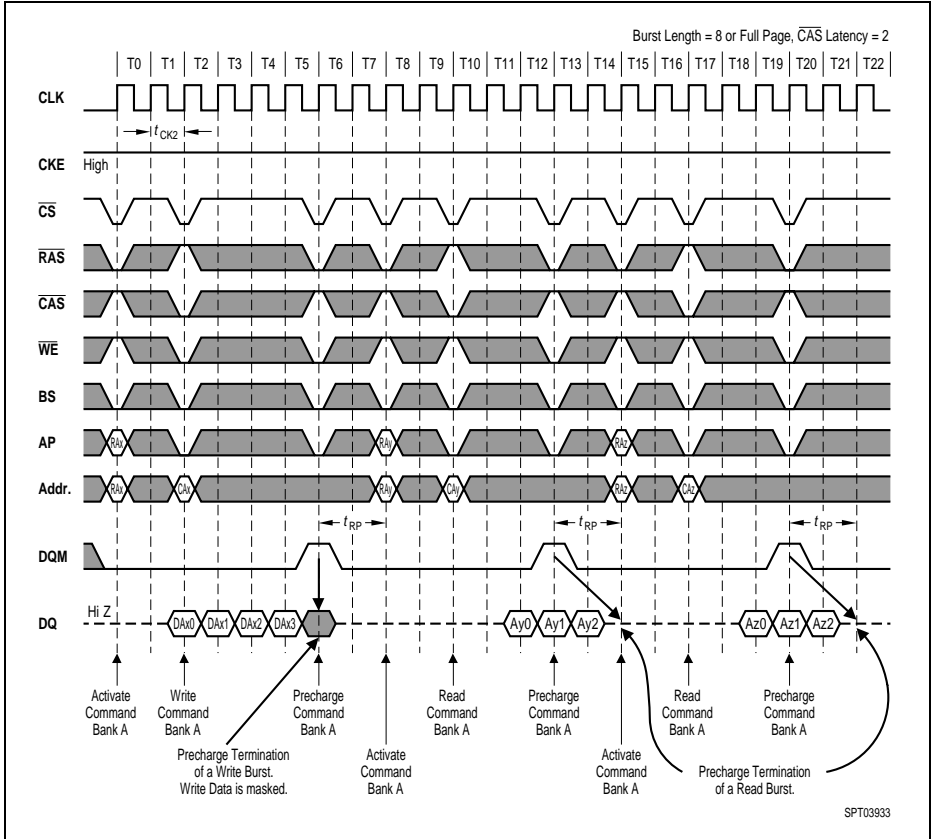 Burst Length = 8 or Full Page, CAS Latency = 2
T0 T1 T2 T3 T4 T5 T6 T7 T8 T9 T10 T11 T12 T13 T14 T15 T16 T17 T18 T19 T20 T21 T22
CLK
t CK2
CKE High
CS
RAS
CAS
WE
BS
AP RAx RAy RAz
Addr. RAx CAx RAy CAy RAz CAz
t RP t RP t RP
DQM
Hi Z
DQ DAx0 DAx1 DAx2 DAx3 Ay0 Ay1 Ay2 Az0 Az1 Az2
Activate Command Bank A
Write Command Bank A
Precharge Command Bank A
Read Command Bank A
Precharge Command Bank A
Read Command Bank A
Precharge Command Bank A
Precharge Termination of a Write Burst. Write Data is masked.
Activate Command Bank A
Activate Command Bank A
Precharge Termination of a Read Burst.
SPT03933